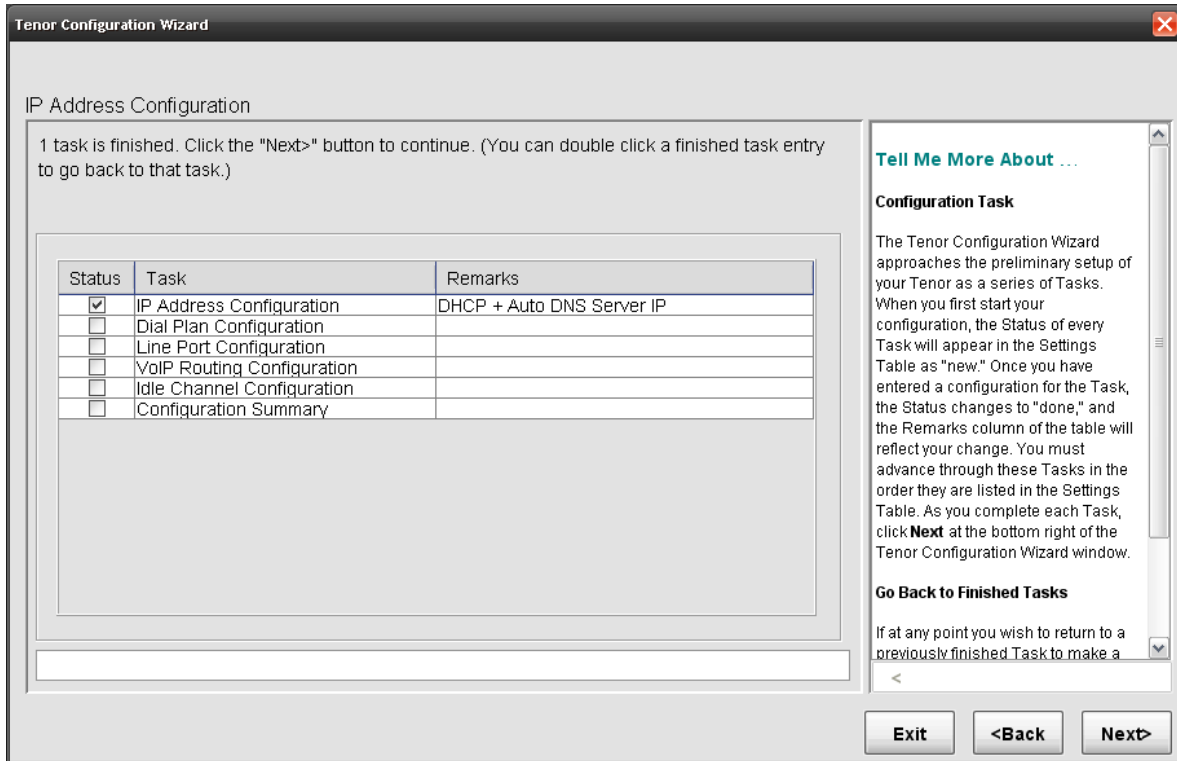 Tenor Configuration Wizard
IP Address Configuration
1 task is finished. Click the "Next>" button to continue. (You can double click a finished task entry
to go back to that task.)
Status Task Remarks
IP Address Configuration DHCP + Auto DNS Server IP
Dial Plan Configuration
Line Port Configuration
VoIP Routing Configuration
Idle Channel Configuration
Configuration Summary
Tell Me More About ...
Configuration Task
The Tenor Configuration Wizard
approaches the preliminary setup of
your Tenor as a series of Tasks.
When you first start your
configuration, the Status of every
Task will appear in the Settings
Table as "new." Once you have
entered a configuration for the Task,
the Status changes to "done," and
the Remarks column of the table will
reflect your change. You must
advance through these Tasks in the
order they are listed in the Settings
Table. As you complete each Task,
click Next at the bottom right of the
Tenor Configuration Wizard window.
Go Back to Finished Tasks
If at any point you wish to return to a
previously finished Task to make a
<
Exit <Back Next>